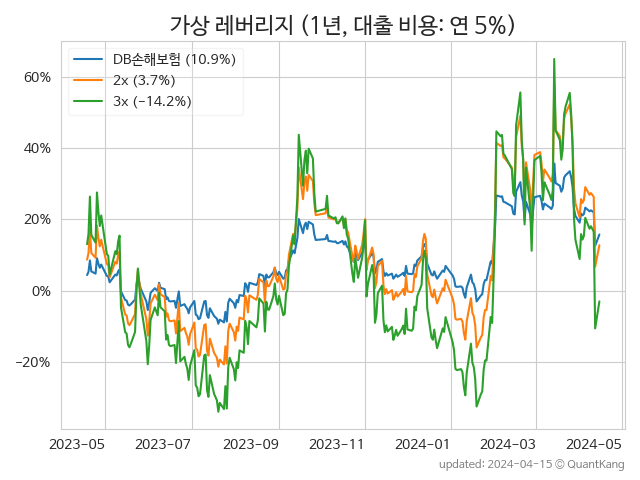 가상 레버리지 (1년, 대출 비용: 연 5%)
DB손해보험 (10.9%)
2x (3.7%)
3x (−14.2%)
60%
40%
20%
0%
−20%
2023-05 2023-07 2023-09 2023-11 2024-01 2024-03 2024-05
updated: 2024-04-15 ⓒ QuantKang